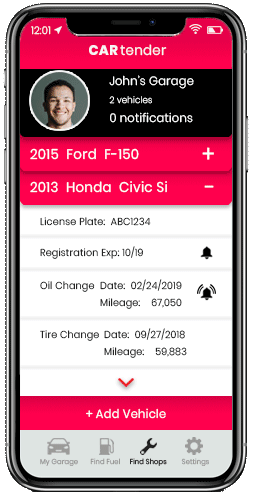 12:01
CARtender
John's Garage
2 vehicles
0 notifications
2015 Ford F-150 +
2013 Honda Civic Si −
License Plate: ABC1234
Registration Exp: 10/19
Oil Change Date: 02/24/2019
Mileage: 67,050
Tire Change Date: 09/27/2018
Mileage: 59,883
+ Add Vehicle
My Garage Find Fuel Find Shops Settings